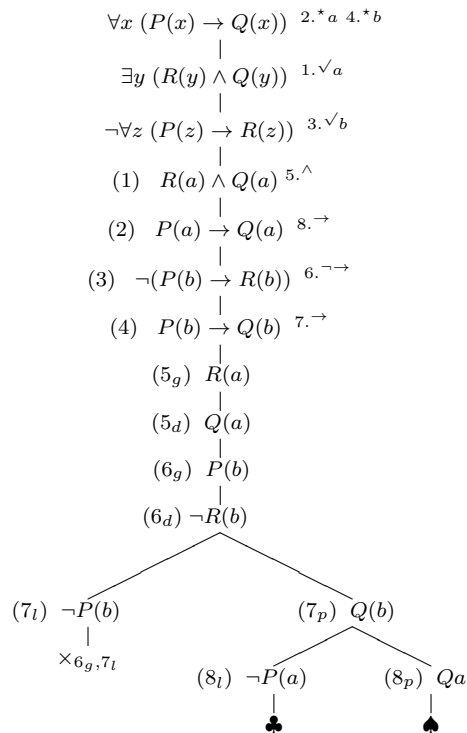 ∀x (P(x) → Q(x)) 2.⋆a 4.⋆b
∃y (R(y) ∧ Q(y)) 1.√a
¬∀z (P(z) → R(z)) 3.√b
(1) R(a) ∧ Q(a) 5.∧
(2) P(a) → Q(a) 8.→
(3) ¬(P(b) → R(b)) 6.¬→
(4) P(b) → Q(b) 7.→
(5g) R(a)
(5d) Q(a)
(6g) P(b)
(6d) ¬R(b)
(7l) ¬P(b) (7p) Q(b)
×6g,7l (8l) ¬P(a) (8p) Qa
♣ ♠